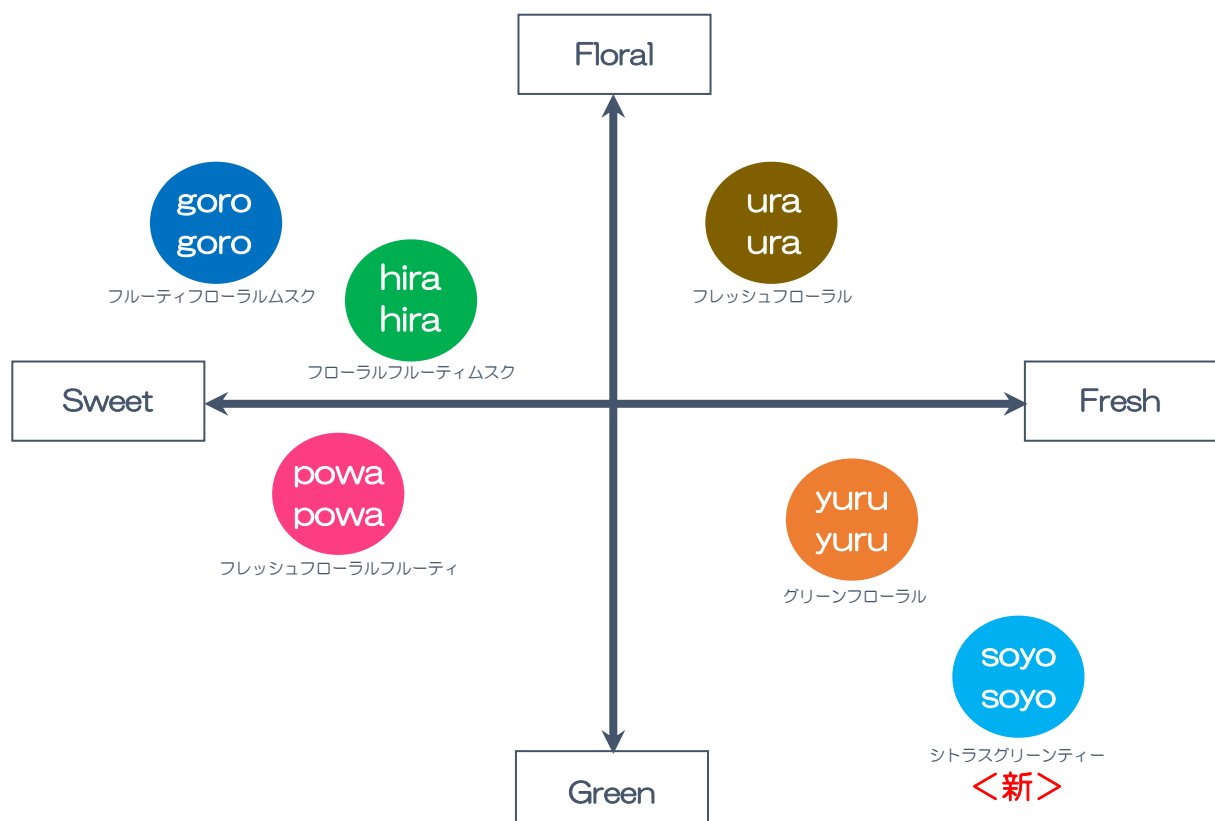 Floral
goro
goro
フルーティフローラルムスク
ura
ura
フレッシュフローラル
hira
hira
フローラルフルーティムスク
Sweet
Fresh
powa
powa
フレッシュフローラルフルーティ
yuru
yuru
グリーンフローラル
soyo
soyo
シトラスグリーンティー
＜新＞
Green